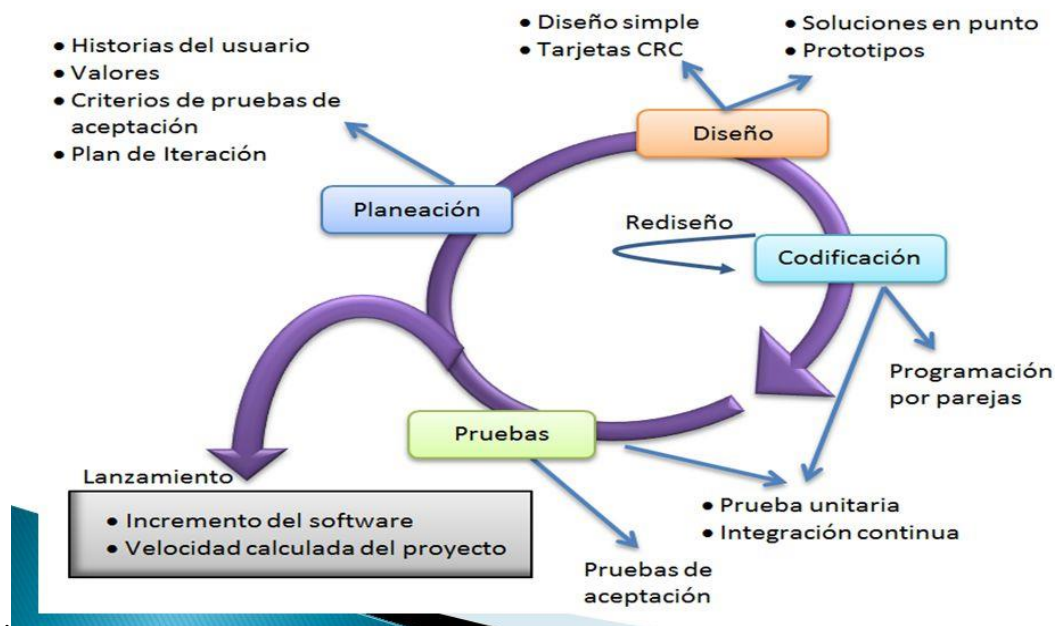 • Historias del usuario
• Valores
• Criterios de pruebas de
aceptación
• Plan de Iteración
• Diseño simple
• Tarjetas CRC
• Soluciones en punto
• Prototipos
Diseño
Planeación
Rediseño
Codificación
Programación
por parejas
Pruebas
Lanzamiento
• Incremento del software
• Velocidad calculada del proyecto
• Prueba unitaria
• Integración continua
Pruebas de
aceptación